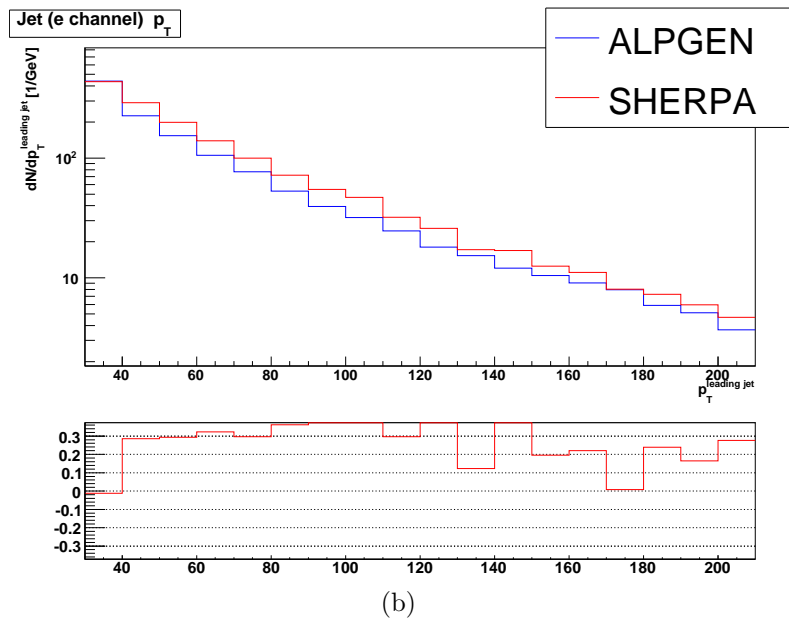 Jet (e channel) p_T
ALPGEN
SHERPA
dN/dp_T^leading jet [1/GeV]
10^2
10
40 60 80 100 120 140 160 180 200
p_T^leading jet
0.3
0.2
0.1
0
-0.1
-0.2
-0.3
40 60 80 100 120 140 160 180 200
(b)